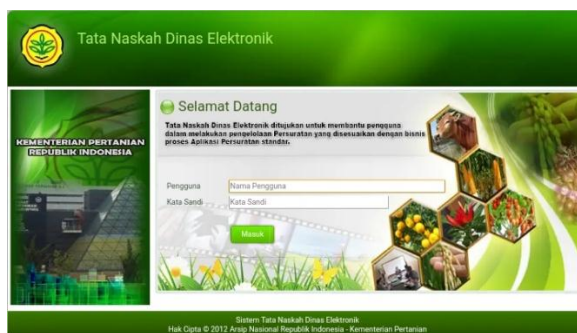 Tata Naskah Dinas Elektronik
KEMENTERIAN PERTANIAN
REPUBLIK INDONESIA
Selamat Datang
Tata Naskah Dinas Elektronik ditujukan untuk membantu pengguna
dalam melakukan pengelolaan Persuratan yang disesuaikan dengan bisnis
proses Aplikasi Persuratan standar.
Pengguna
Nama Pengguna
Kata Sandi
Kata Sandi
Masuk
Sistem Tata Naskah Dinas Elektronik
Hak Cipta © 2012 Arsip Nasional Republik Indonesia - Kementerian Pertanian